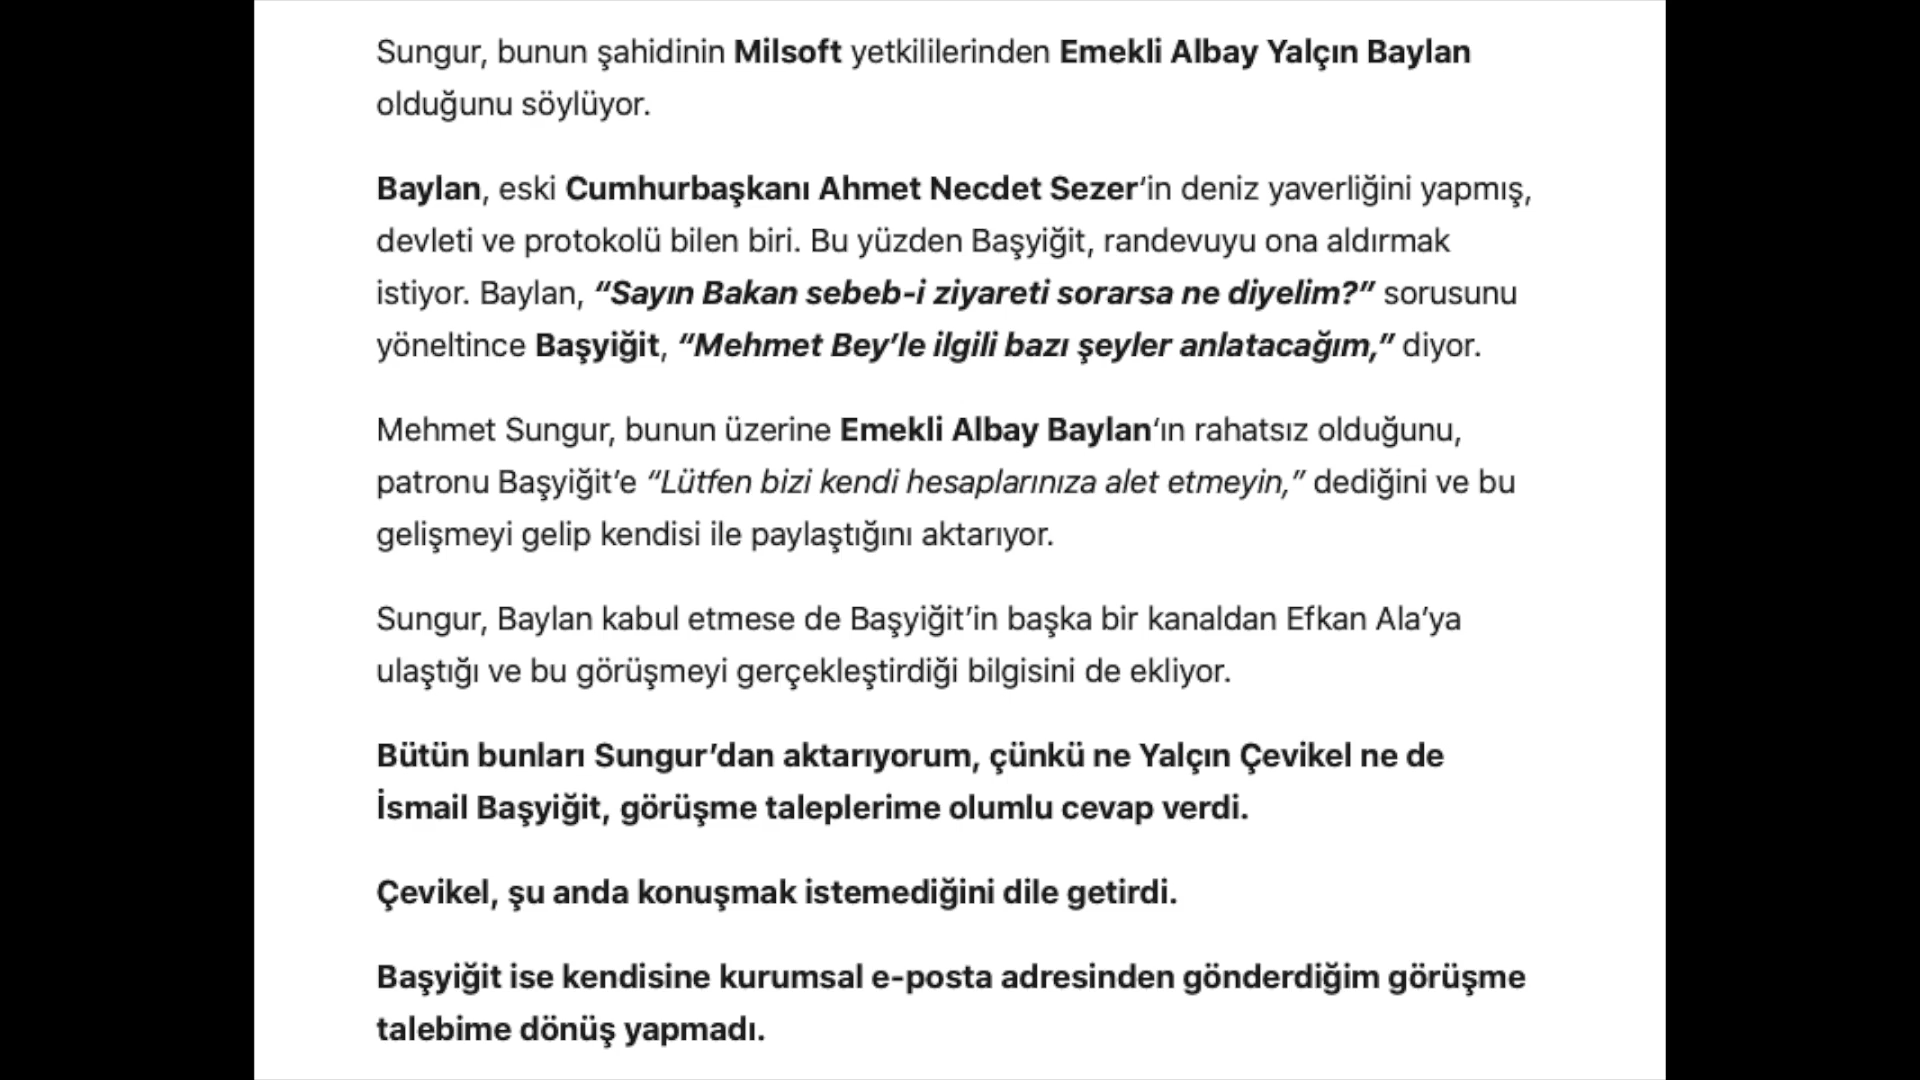 Sungur, bunun şahidinin Milsoft yetkililerinden Emekli Albay Yalçın Baylan
olduğunu söylüyor.
Baylan, eski Cumhurbaşkanı Ahmet Necdet Sezer‘in deniz yaverliğini yapmış,
devleti ve protokolü bilen biri. Bu yüzden Başyiğit, randevuyu ona aldırmak
istiyor. Baylan, “Sayın Bakan sebeb-i ziyareti sorarsa ne diyelim?” sorusunu
yöneltince Başyiğit, “Mehmet Bey’le ilgili bazı şeyler anlatacağım,” diyor.
Mehmet Sungur, bunun üzerine Emekli Albay Baylan‘ın rahatsız olduğunu,
patronu Başyiğit’e “Lütfen bizi kendi hesaplarınıza alet etmeyin,” dediğini ve bu
gelişmeyi gelip kendisi ile paylaştığını aktarıyor.
Sungur, Baylan kabul etmese de Başyiğit’in başka bir kanaldan Efkan Ala’ya
ulaştığı ve bu görüşmeyi gerçekleştirdiği bilgisini de ekliyor.
Bütün bunları Sungur’dan aktarıyorum, çünkü ne Yalçın Çevikel ne de
İsmail Başyiğit, görüşme taleplerime olumlu cevap verdi.
Çevikel, şu anda konuşmak istemediğini dile getirdi.
Başyiğit ise kendisine kurumsal e-posta adresinden gönderdiğim görüşme
talebime dönüş yapmadı.